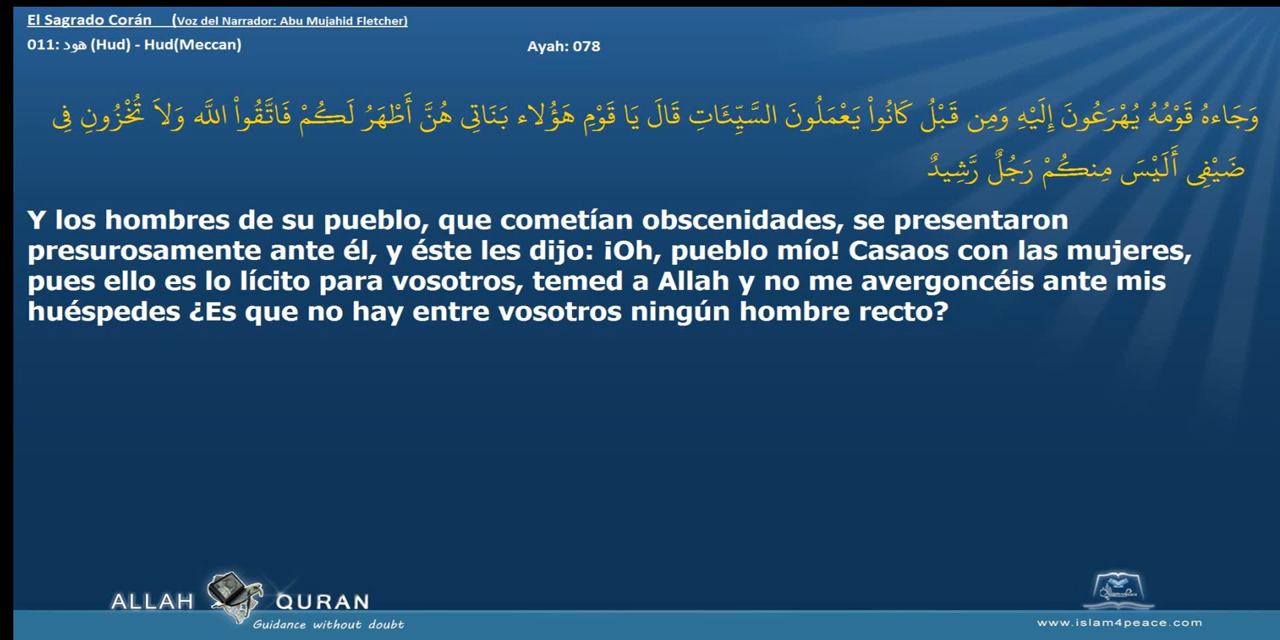 El Sagrado Corán (Voz del Narrador: Abu Mujahid Fletcher)
011: هود (Hud) - Hud(Meccan) Ayah: 078
وَجَاءهُ قَوْمُهُ يُهْرَعُونَ إِلَيْهِ وَمِن قَبْلُ كَانُواْ يَعْمَلُونَ السَّيِّئَاتِ قَالَ يَا قَوْمِ هَؤُلاء بَنَاتِي هُنَّ أَطْهَرُ لَكُمْ فَاتَّقُواْ اللّه وَلاَ تُخْزُونِ فِي
ضَيْفِي أَلَيْسَ مِنكُمْ رَجُلٌ رَّشِيدٌ
Y los hombres de su pueblo, que cometían obscenidades, se presentaron
presurosamente ante él, y éste les dijo: ¡Oh, pueblo mío! Casaos con las mujeres,
pues ello es lo lícito para vosotros, temed a Allah y no me avergoncéis ante mis
huéspedes ¿Es que no hay entre vosotros ningún hombre recto?
ALLAH QURAN
Guidance without doubt
www.islam4peace.com